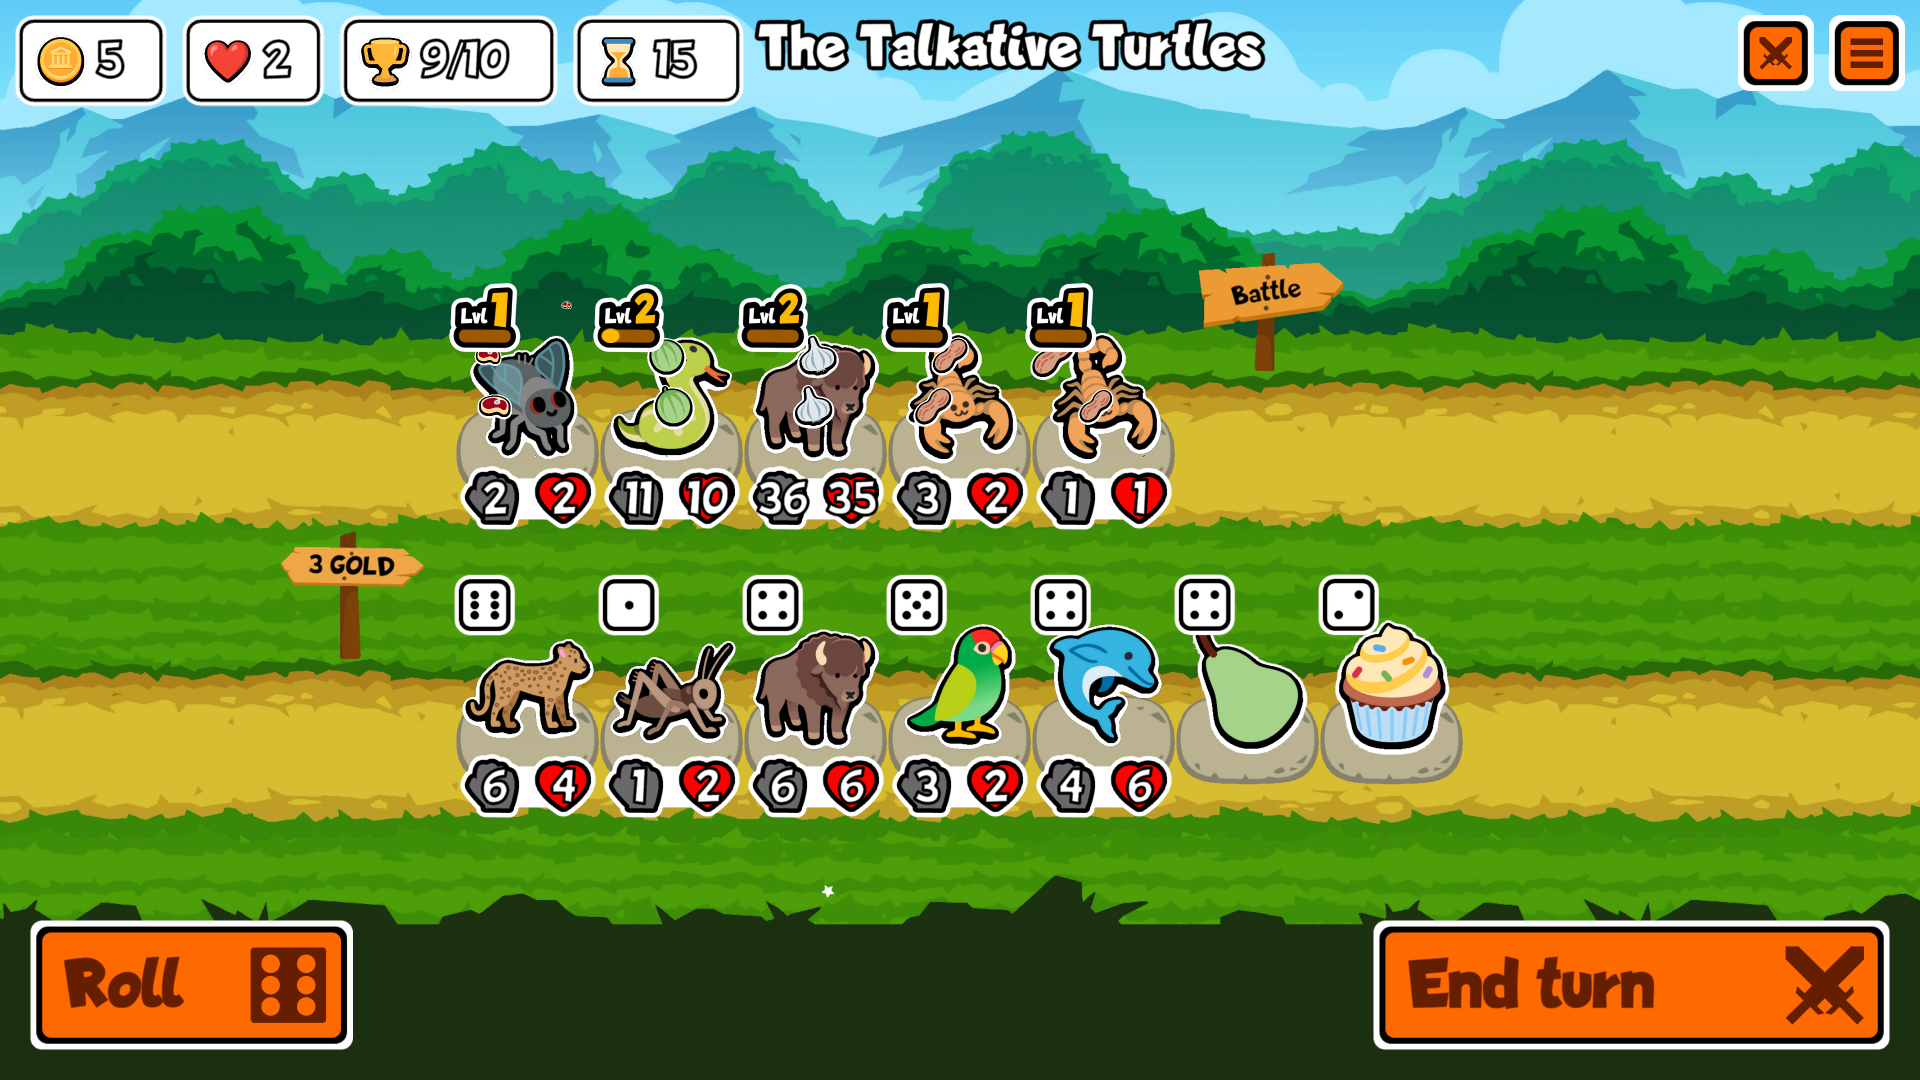 5
2
9/10
15
The Talkative Turtles
Lvl 1
Lvl 2
Lvl 2
Lvl 1
Lvl 1
Battle
2 2
11 10
36 35
3 2
1 1
3 GOLD
6 4
1 2
6 6
3 2
4 6
Roll
End turn